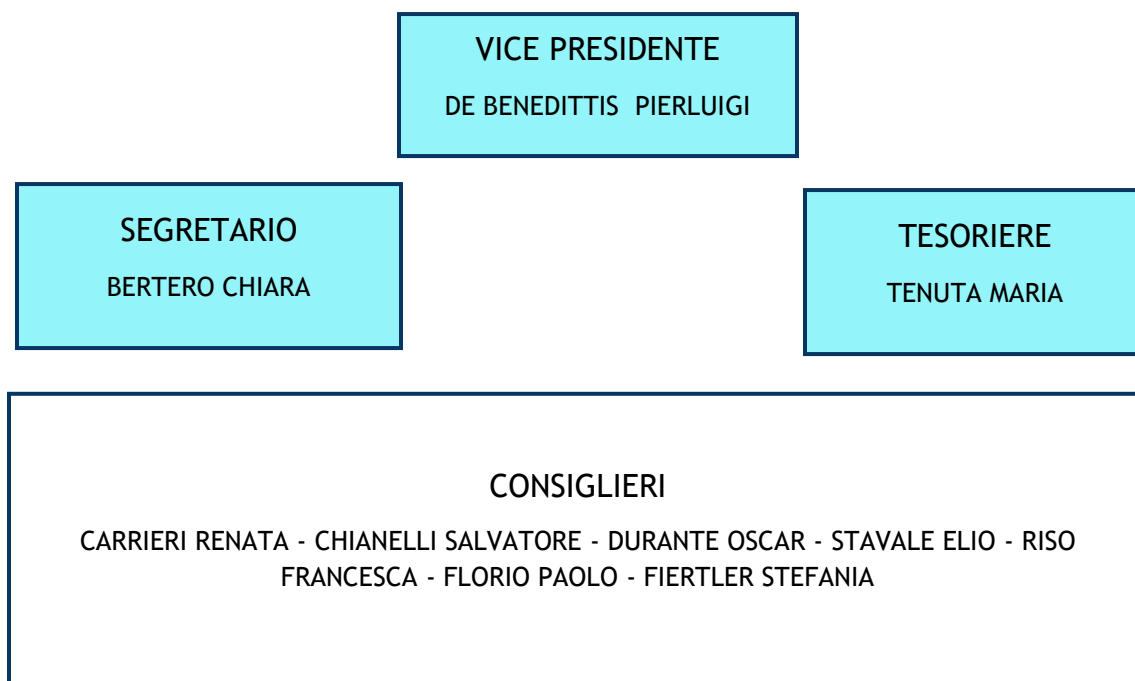 VICE PRESIDENTE
DE BENEDITTIS PIERLUIGI
SEGRETARIO
BERTERO CHIARA
TESORIERE
TENUTA MARIA
CONSIGLIERI
CARRIERI RENATA - CHIANELLI SALVATORE - DURANTE OSCAR - STAVALE ELIO - RISO
FRANCESCA - FLORIO PAOLO - FIERTLER STEFANIA